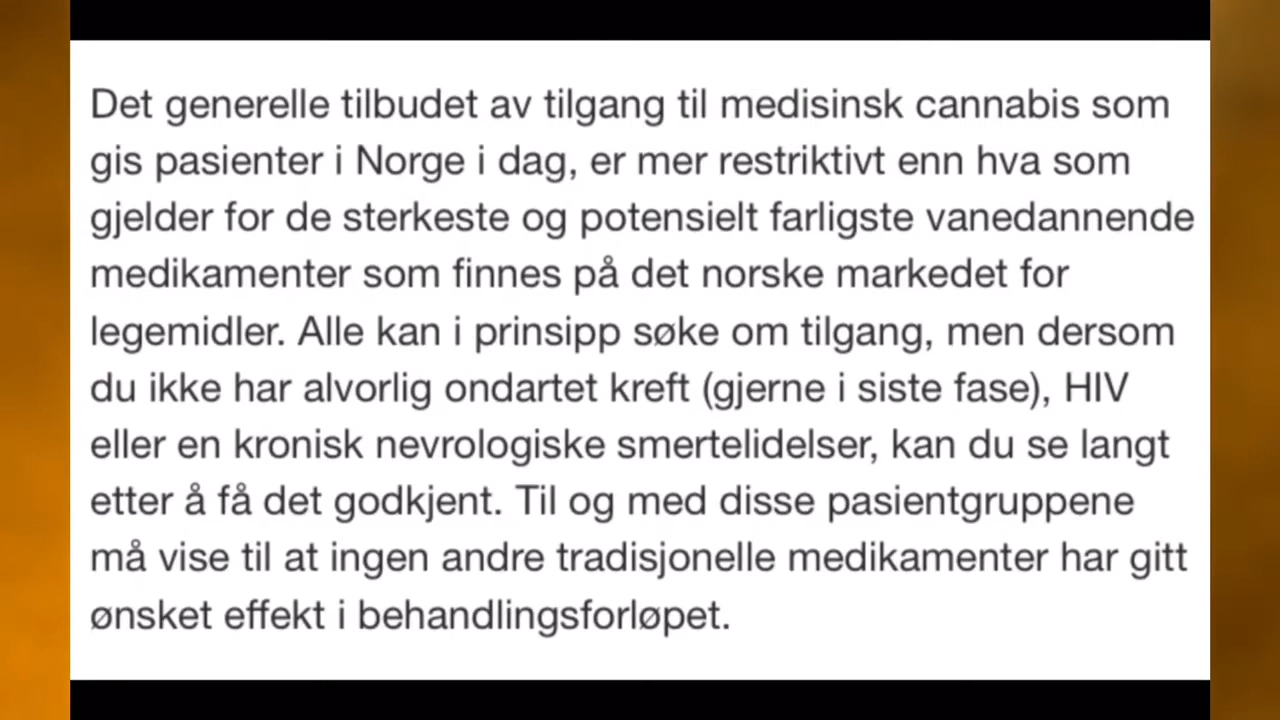 Det generelle tilbudet av tilgang til medisinsk cannabis som
gis pasienter i Norge i dag, er mer restriktivt enn hva som
gjelder for de sterkeste og potensielt farligste vanedannende
medikamenter som finnes på det norske markedet for
legemidler. Alle kan i prinsipp søke om tilgang, men dersom
du ikke har alvorlig ondartet kreft (gjerne i siste fase), HIV
eller en kronisk nevrologiske smertelidelser, kan du se langt
etter å få det godkjent. Til og med disse pasientgruppene
må vise til at ingen andre tradisjonelle medikamenter har gitt
ønsket effekt i behandlingsforløpet.